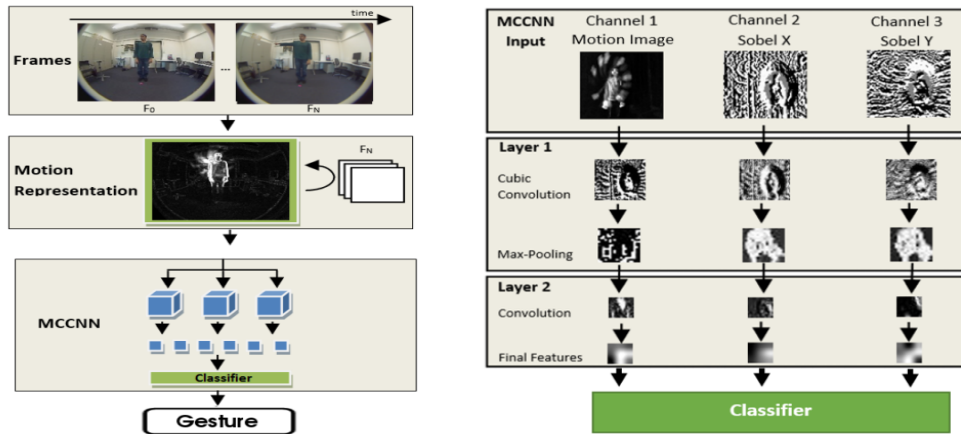 time
Frames
...
F0
FN
Motion
Representation
FN
MCCNN
Classifier
Gesture
MCCNN
Input
Channel 1
Motion Image
Channel 2
Sobel X
Channel 3
Sobel Y
Layer 1
Cubic
Convolution
Max-Pooling
Layer 2
Convolution
Final Features
Classifier